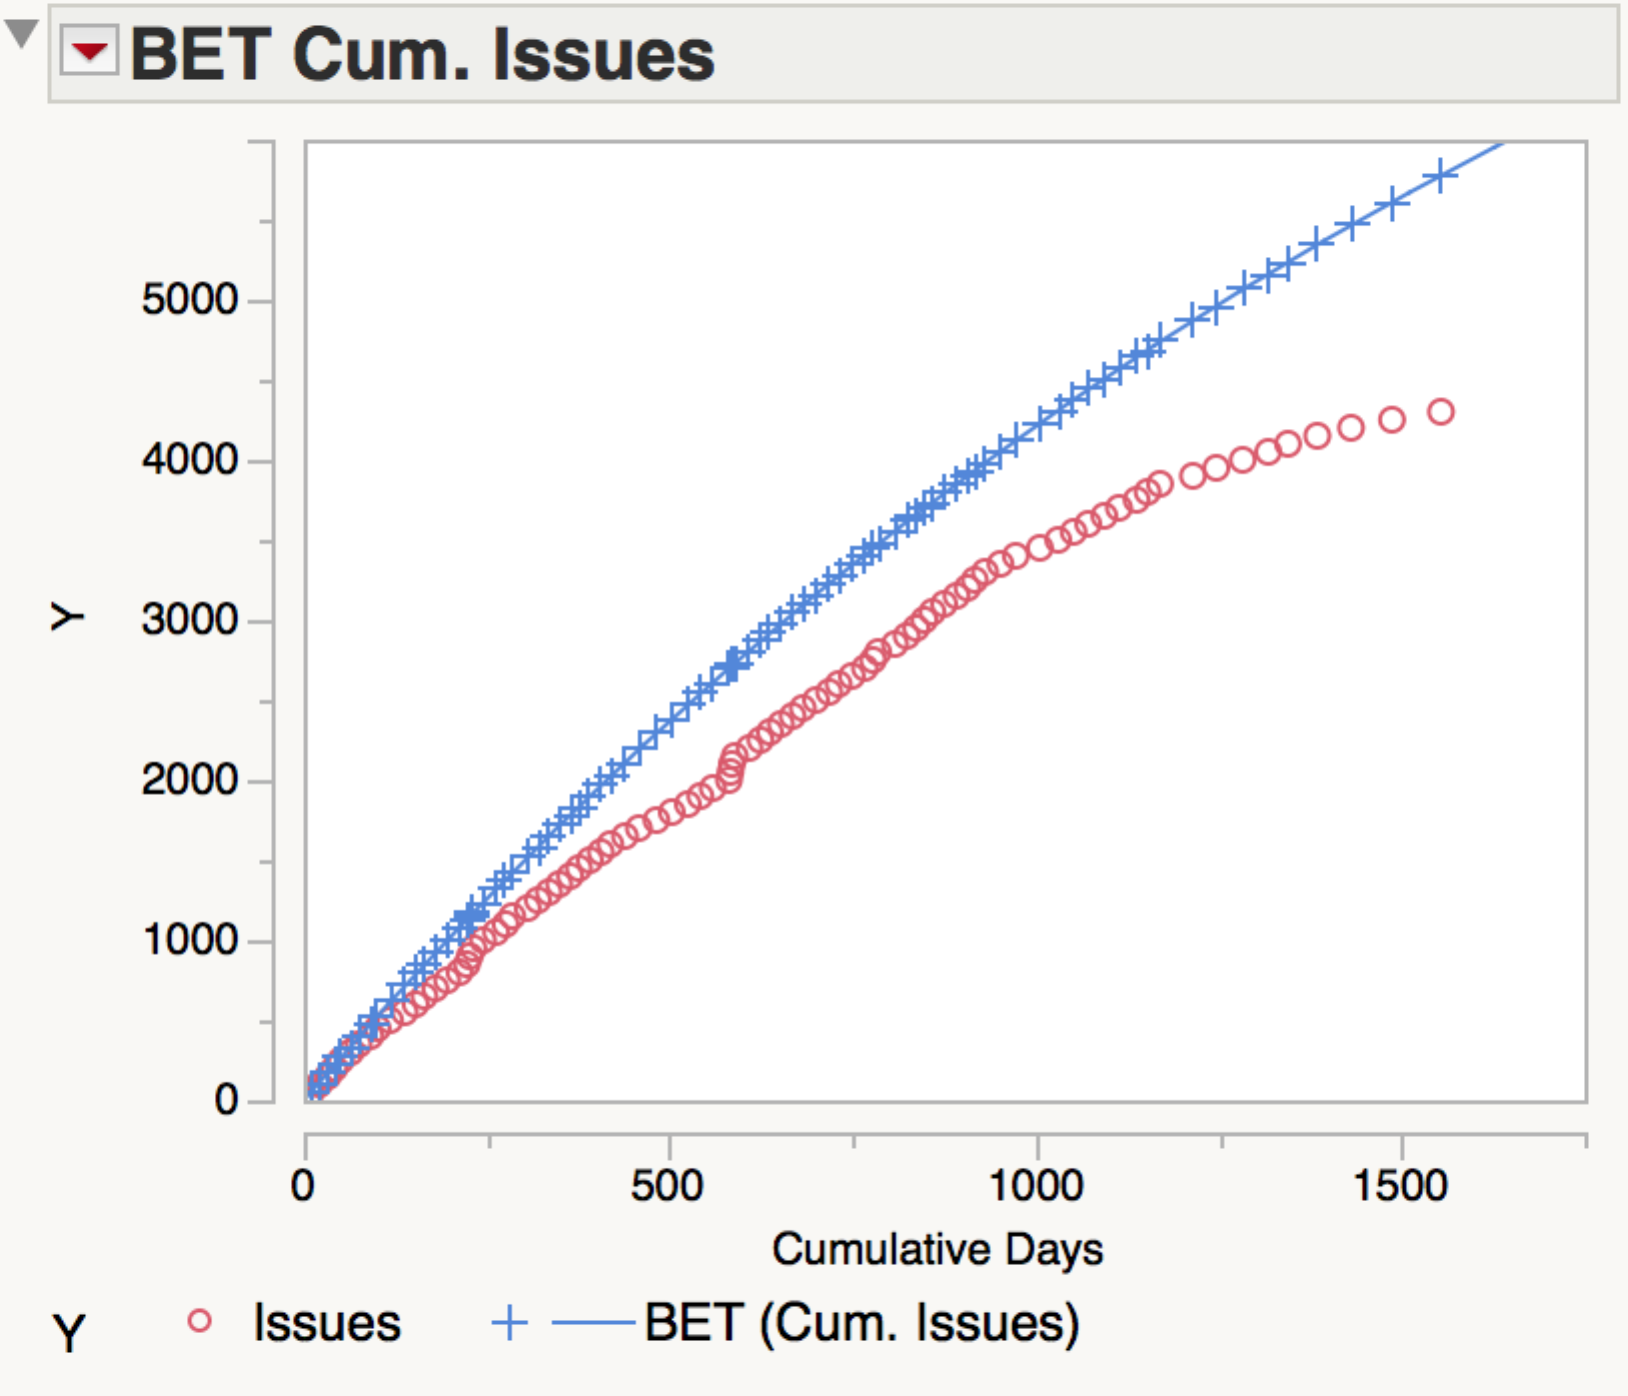 BET Cum. Issues
5000
4000
3000
2000
1000
0
Y
0 500 1000 1500
Cumulative Days
Y Issues BET (Cum. Issues)